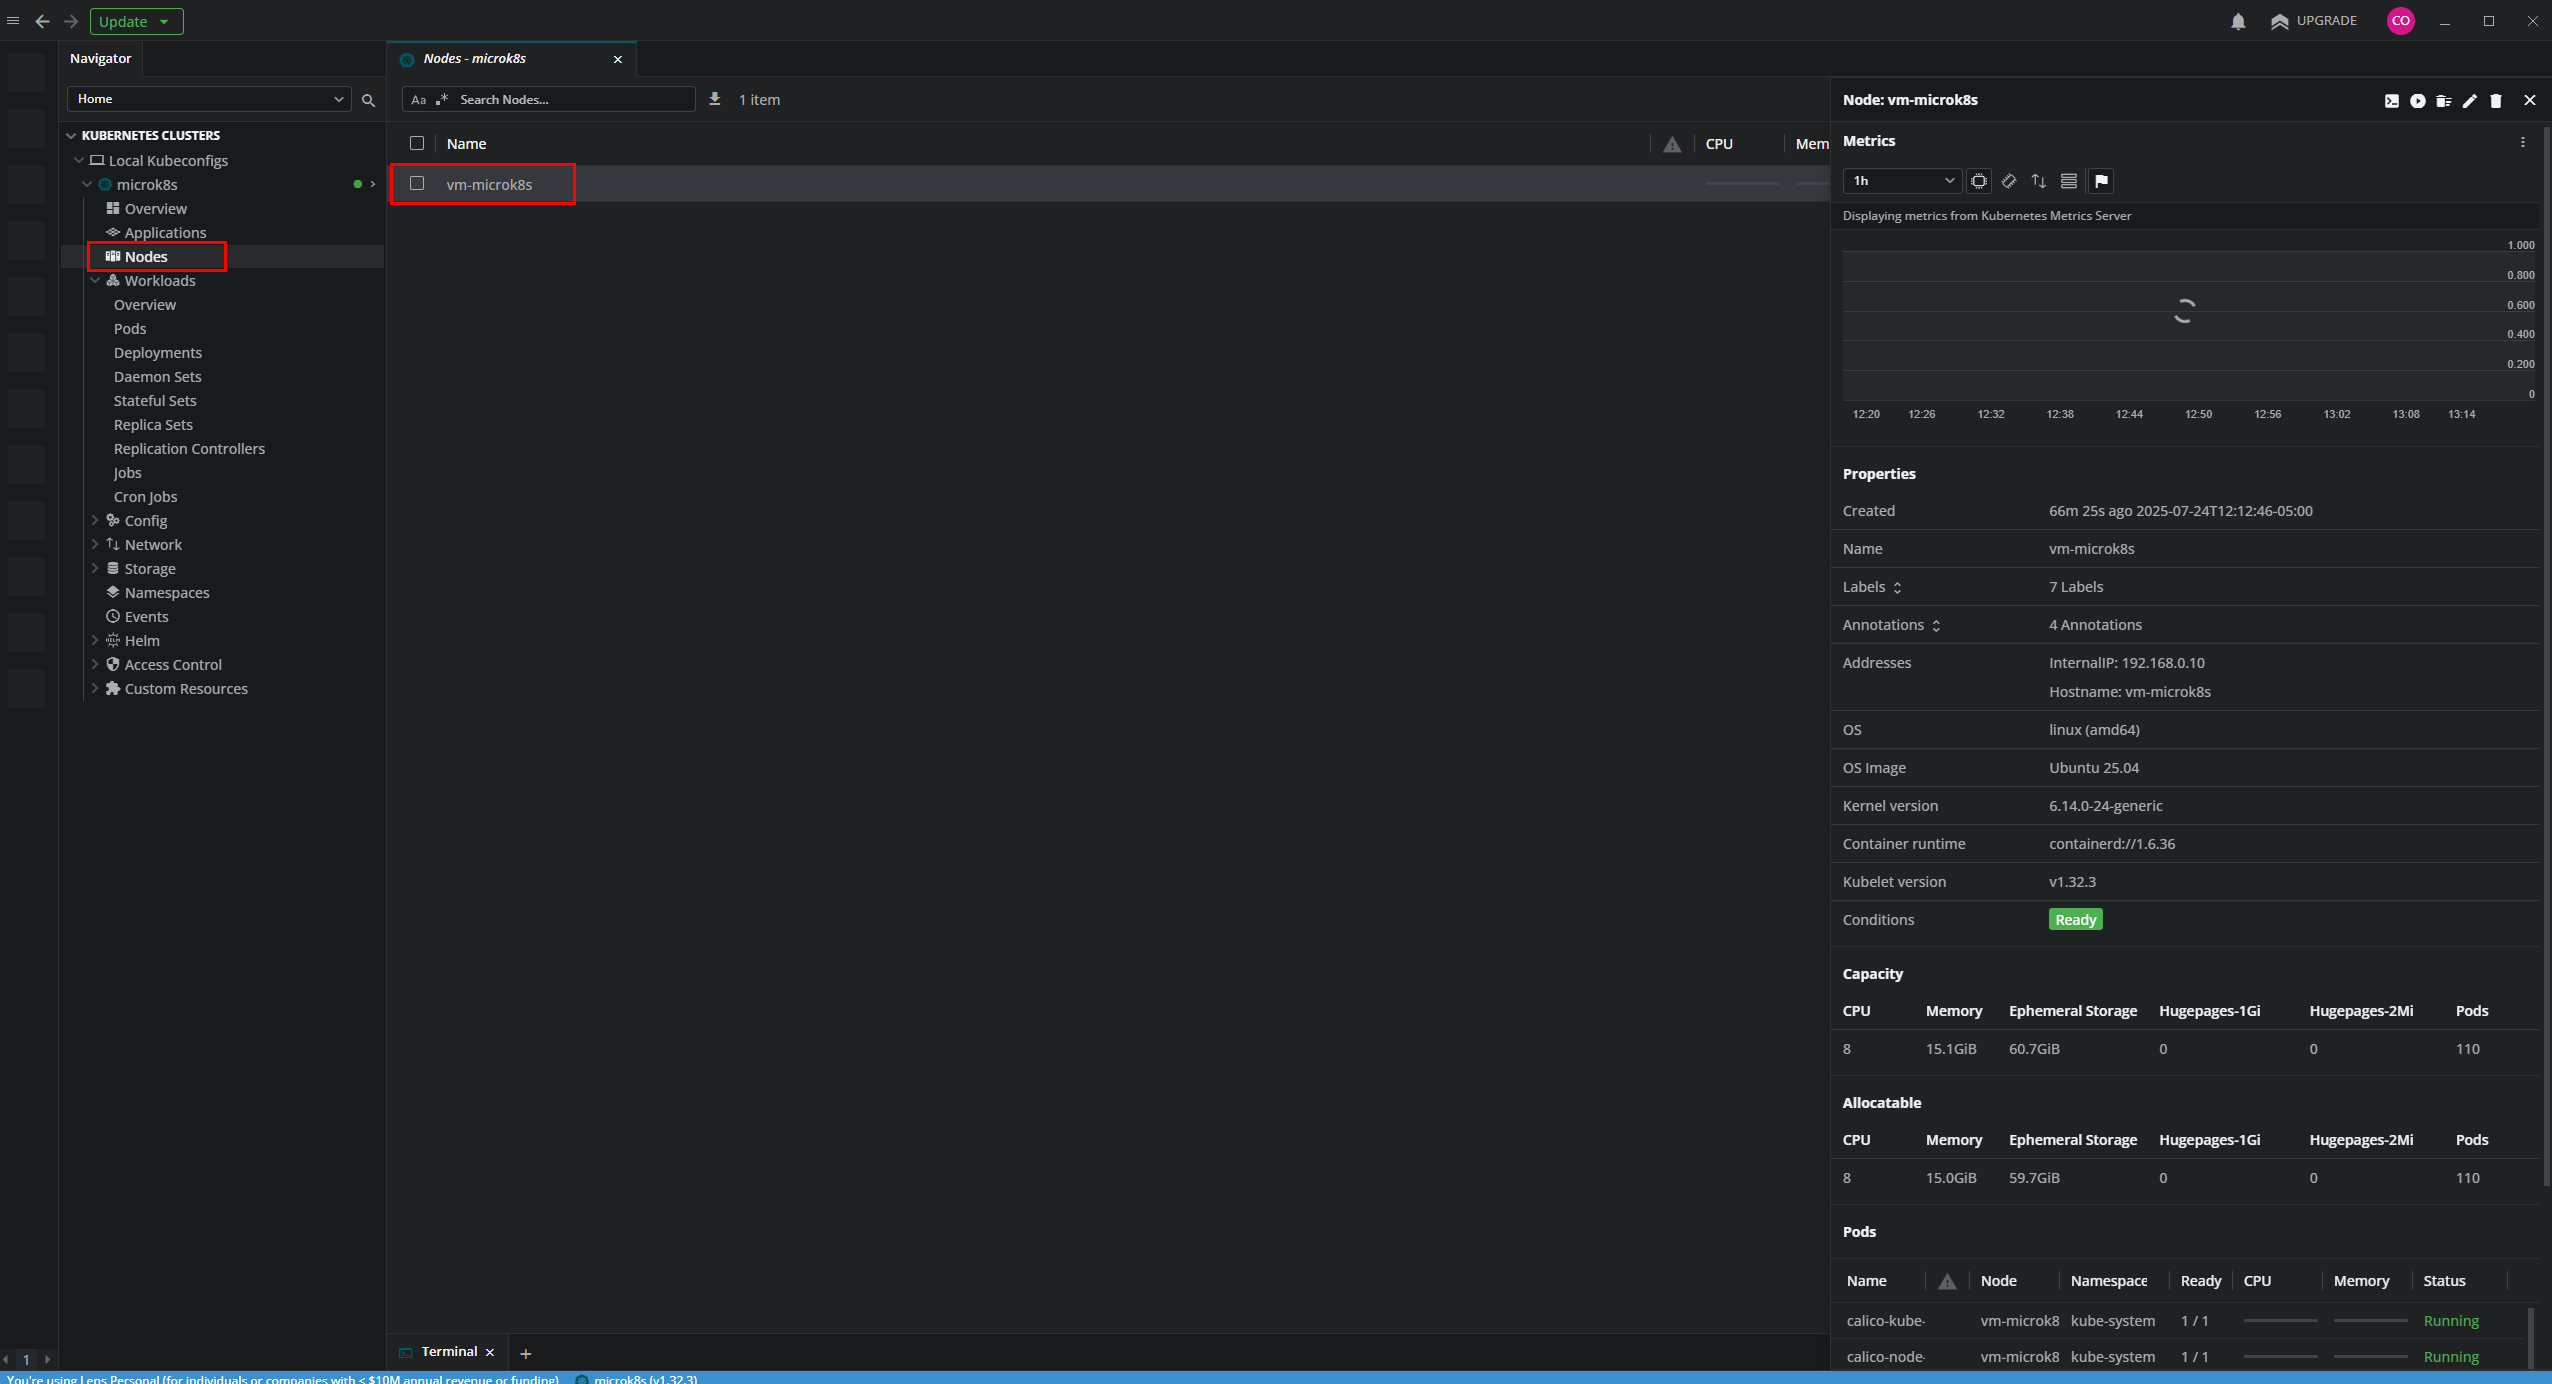 Update
UPGRADE
CO
Navigator
Nodes - microk8s
Home
Aa .* Search Nodes...
1 item
Node: vm-microk8s
KUBERNETES CLUSTERS
Local Kubeconfigs
microk8s
Overview
Applications
Nodes
Workloads
Overview
Pods
Deployments
Daemon Sets
Stateful Sets
Replica Sets
Replication Controllers
Jobs
Cron Jobs
Config
Network
Storage
Namespaces
Events
Helm
Access Control
Custom Resources
1
Name CPU Mem
vm-microk8s
Metrics
1h
Displaying metrics from Kubernetes Metrics Server
1.000
0.800
0.600
0.400
0.200
0
12:20 12:26 12:32 12:38 12:44 12:50 12:56 13:02 13:08 13:14
Properties
Created 66m 25s ago 2025-07-24T12:12:46-05:00
Name vm-microk8s
Labels 7 Labels
Annotations 4 Annotations
Addresses InternalIP: 192.168.0.10
Hostname: vm-microk8s
OS linux (amd64)
OS Image Ubuntu 25.04
Kernel version 6.14.0-24-generic
Container runtime containerd://1.6.36
Kubelet version v1.32.3
Conditions Ready
Capacity
CPU Memory Ephemeral Storage Hugepages-1Gi Hugepages-2Mi Pods
8 15.1GiB 60.7GiB 0 0 110
Allocatable
CPU Memory Ephemeral Storage Hugepages-1Gi Hugepages-2Mi Pods
8 15.0GiB 59.7GiB 0 0 110
Pods
Name Node Namespace Ready CPU Memory Status
calico-kube- vm-microk8 kube-system 1 / 1 Running
calico-node- vm-microk8 kube-system 1 / 1 Running
Terminal
You're using Lens Personal (for individuals or companies with < $10M annual revenue or funding) microk8s (v1.32.3)